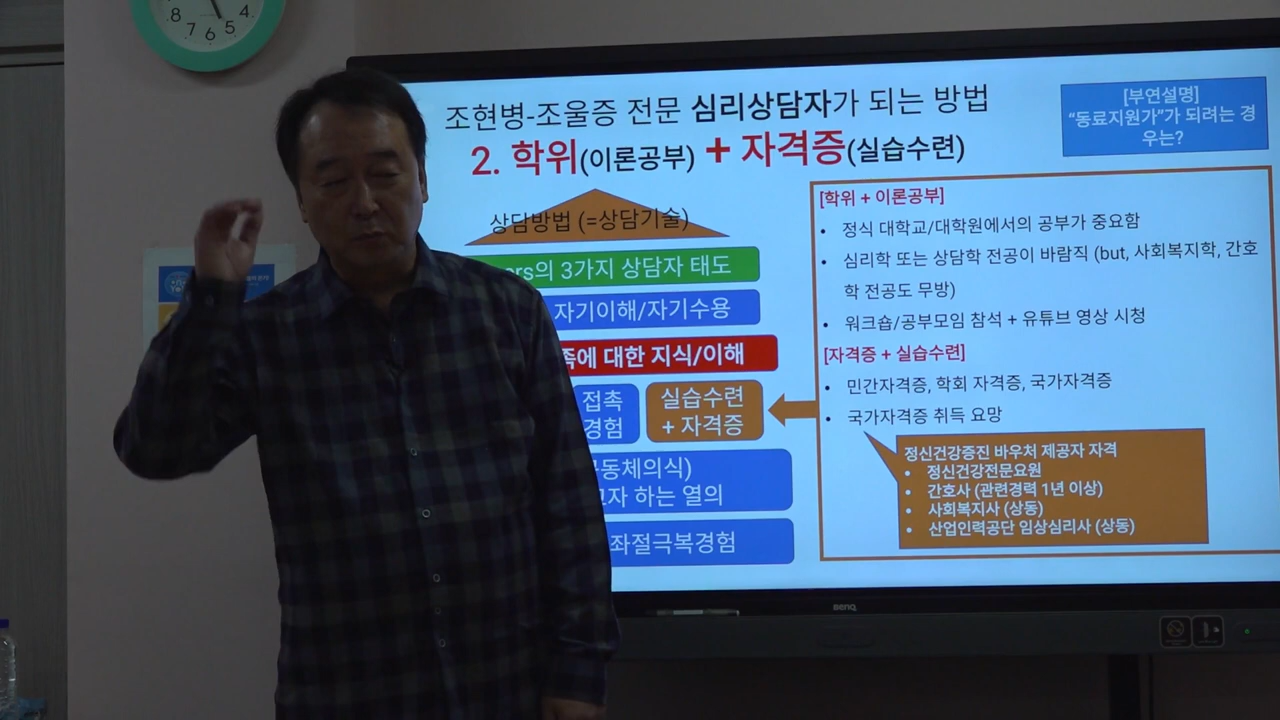 8
7
6
5
4
조현병-조울증 전문 심리상담자가 되는 방법
2. 학위(이론공부) + 자격증(실습수련)
[부연설명]
"동료지원가"가 되려는 경
우는?
상담방법 (=상담기술)
ers의 3가지 상담자 태도
자기이해/자기수용
족에 대한 지식/이해
접촉
경험
실습수련
+ 자격증
공동체의식)
하는 열의
좌절극복경험
[학위 + 이론공부]
• 정식 대학교/대학원에서의 공부가 중요함
• 심리학 또는 상담학 전공이 바람직 (but, 사회복지학, 간호
학 전공도 무방)
• 워크숍/공부모임 참석 + 유튜브 영상 시청
[자격증 + 실습수련]
• 민간자격증, 학회 자격증, 국가자격증
• 국가자격증 취득 요망
정신건강증진 바우처 제공자 자격
• 정신건강전문요원
• 간호사 (관련경력 1년 이상)
• 사회복지사 (상동)
• 산업인력공단 임상심리사 (상동)
BenQ